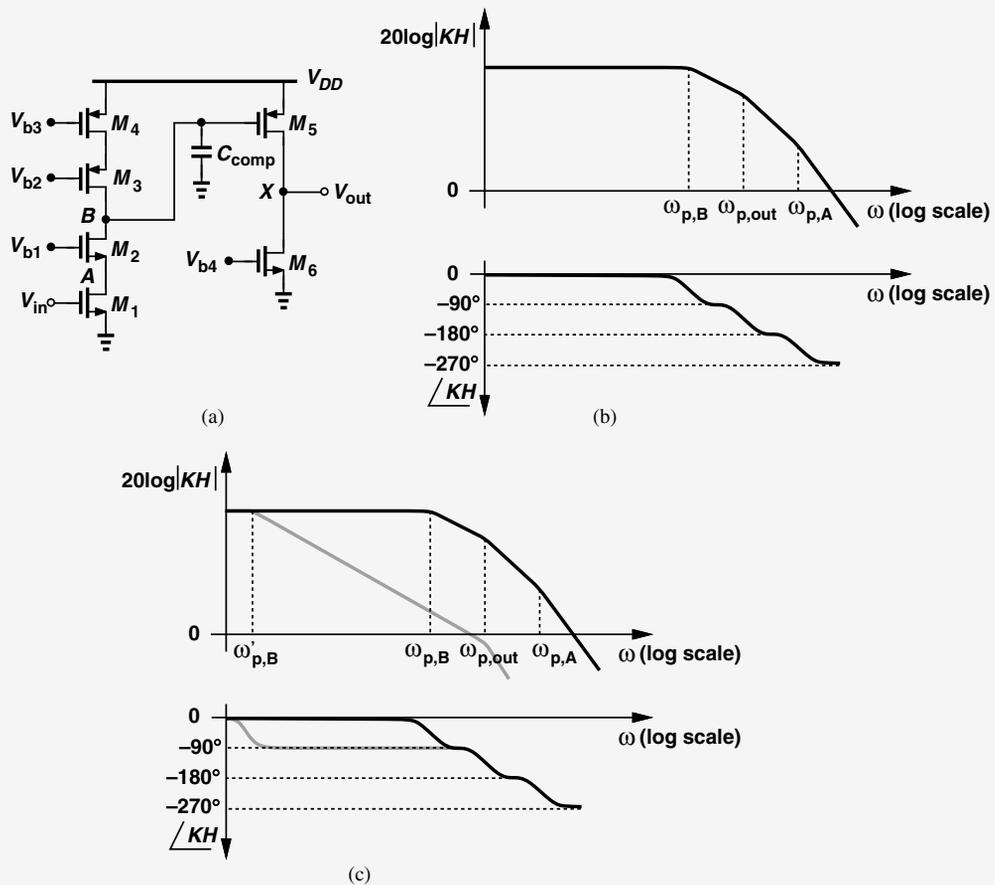 V_DD
V_b3
M_4
M_5
C_comp
V_b2
M_3
X
V_out
B
V_b1
M_2
A
V_b4
M_6
V_in
M_1
(a)
20log|KH|
0
ω_p,B
ω_p,out
ω_p,A
ω (log scale)
0
ω (log scale)
–90°
–180°
–270°
∠KH
(b)
20log|KH|
0
ω'_p,B
ω_p,B
ω_p,out
ω_p,A
ω (log scale)
0
ω (log scale)
–90°
–180°
–270°
∠KH
(c)